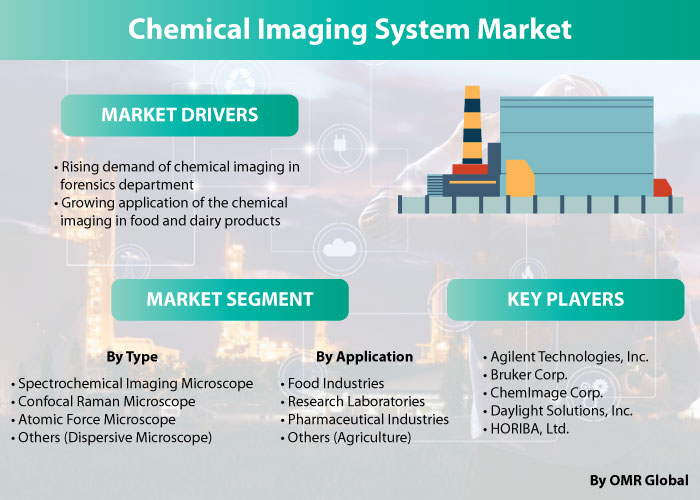 Chemical Imaging System Market
MARKET DRIVERS
• Rising demand of chemical imaging in
forensics department
• Growing application of the chemical
imaging in food and dairy products
MARKET SEGMENT
By Type
• Spectrochemical Imaging Microscope
• Confocal Raman Microscope
• Atomic Force Microscope
• Others (Dispersive Microscope)
By Application
• Food Industries
• Research Laboratories
• Pharmaceutical Industries
• Others (Agriculture)
KEY PLAYERS
• Agilent Technologies, Inc.
• Bruker Corp.
• ChemImage Corp.
• Daylight Solutions, Inc.
• HORIBA, Ltd.
By OMR Global